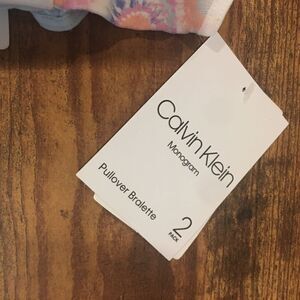 Calvin Klein
Monogram
Pullover Bralette
2
PACK